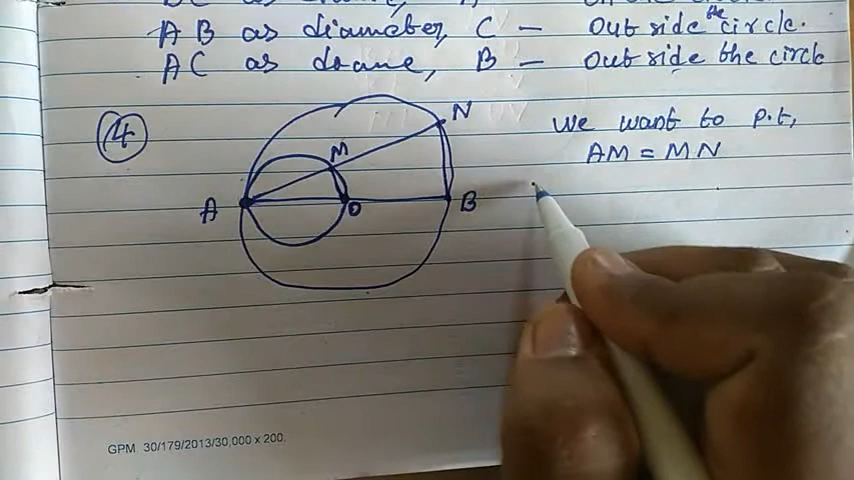 AB as diameter, C - Out side the circle.
AC as diame, B - Out side the circle
4
N
We want to p.t,
M
AM = MN
A
O
B
GPM 30/179/2013/30,000 x 200.